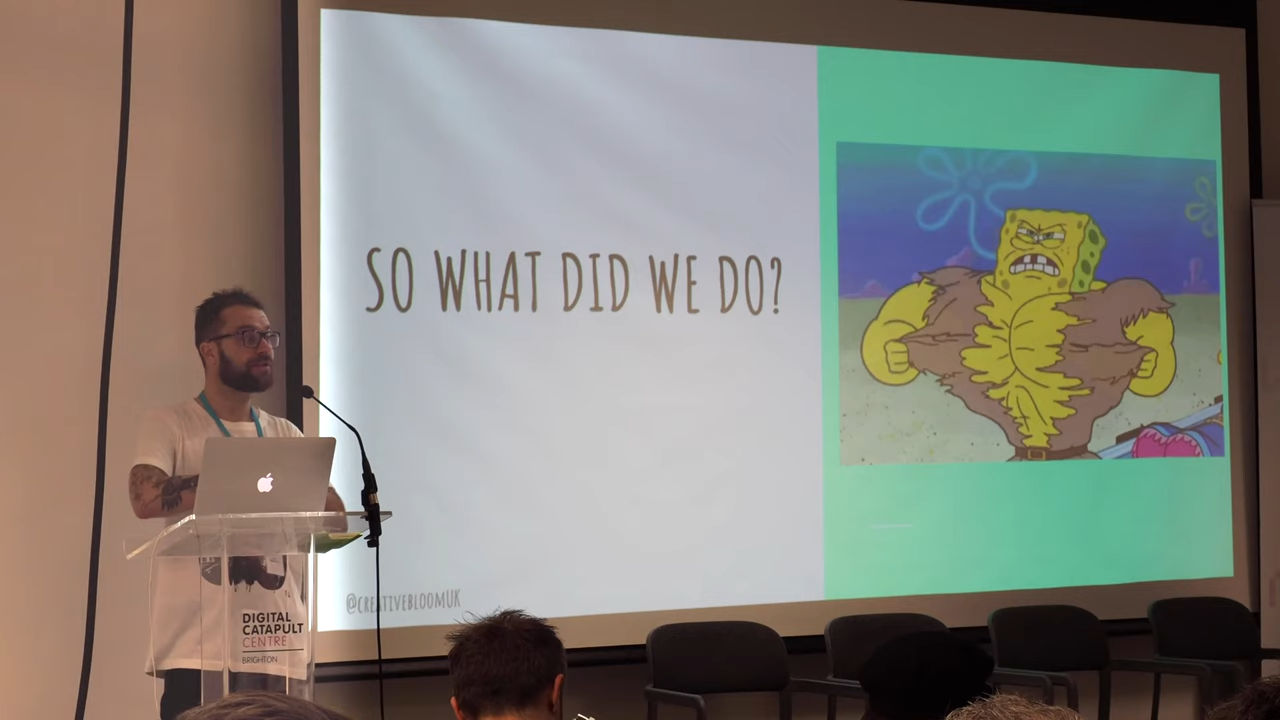 SO WHAT DID WE DO?
@CREATIVEBLOOMUK
DIGITAL
CATAPULT
CENTRE
BRIGHTON